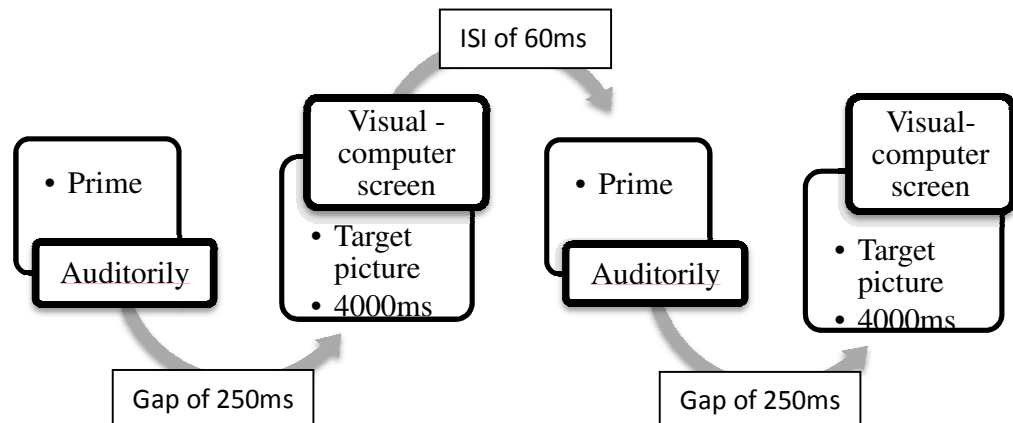 ISI of 60ms
• Prime
Auditorily
Visual -
computer
screen
• Target
picture
• 4000ms
Gap of 250ms
• Prime
Auditorily
Visual-
computer
screen
• Target
picture
• 4000ms
Gap of 250ms